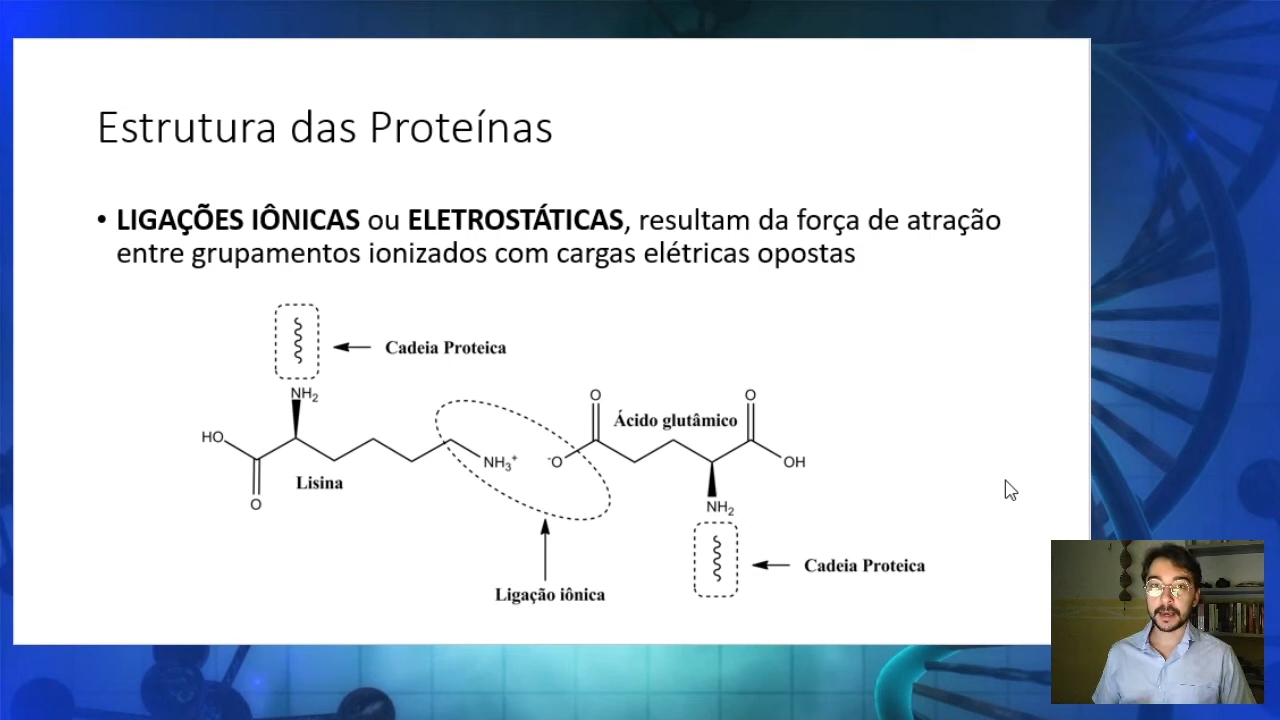 Estrutura das Proteínas
• LIGAÇÕES IÔNICAS ou ELETROSTÁTICAS, resultam da força de atração
entre grupamentos ionizados com cargas elétricas opostas
Cadeia Proteica
NH₂
HO
O
Lisina
NH₃⁺
⁻O
O
Ácido glutâmico
O
OH
NH₂
Cadeia Proteica
Ligação iônica